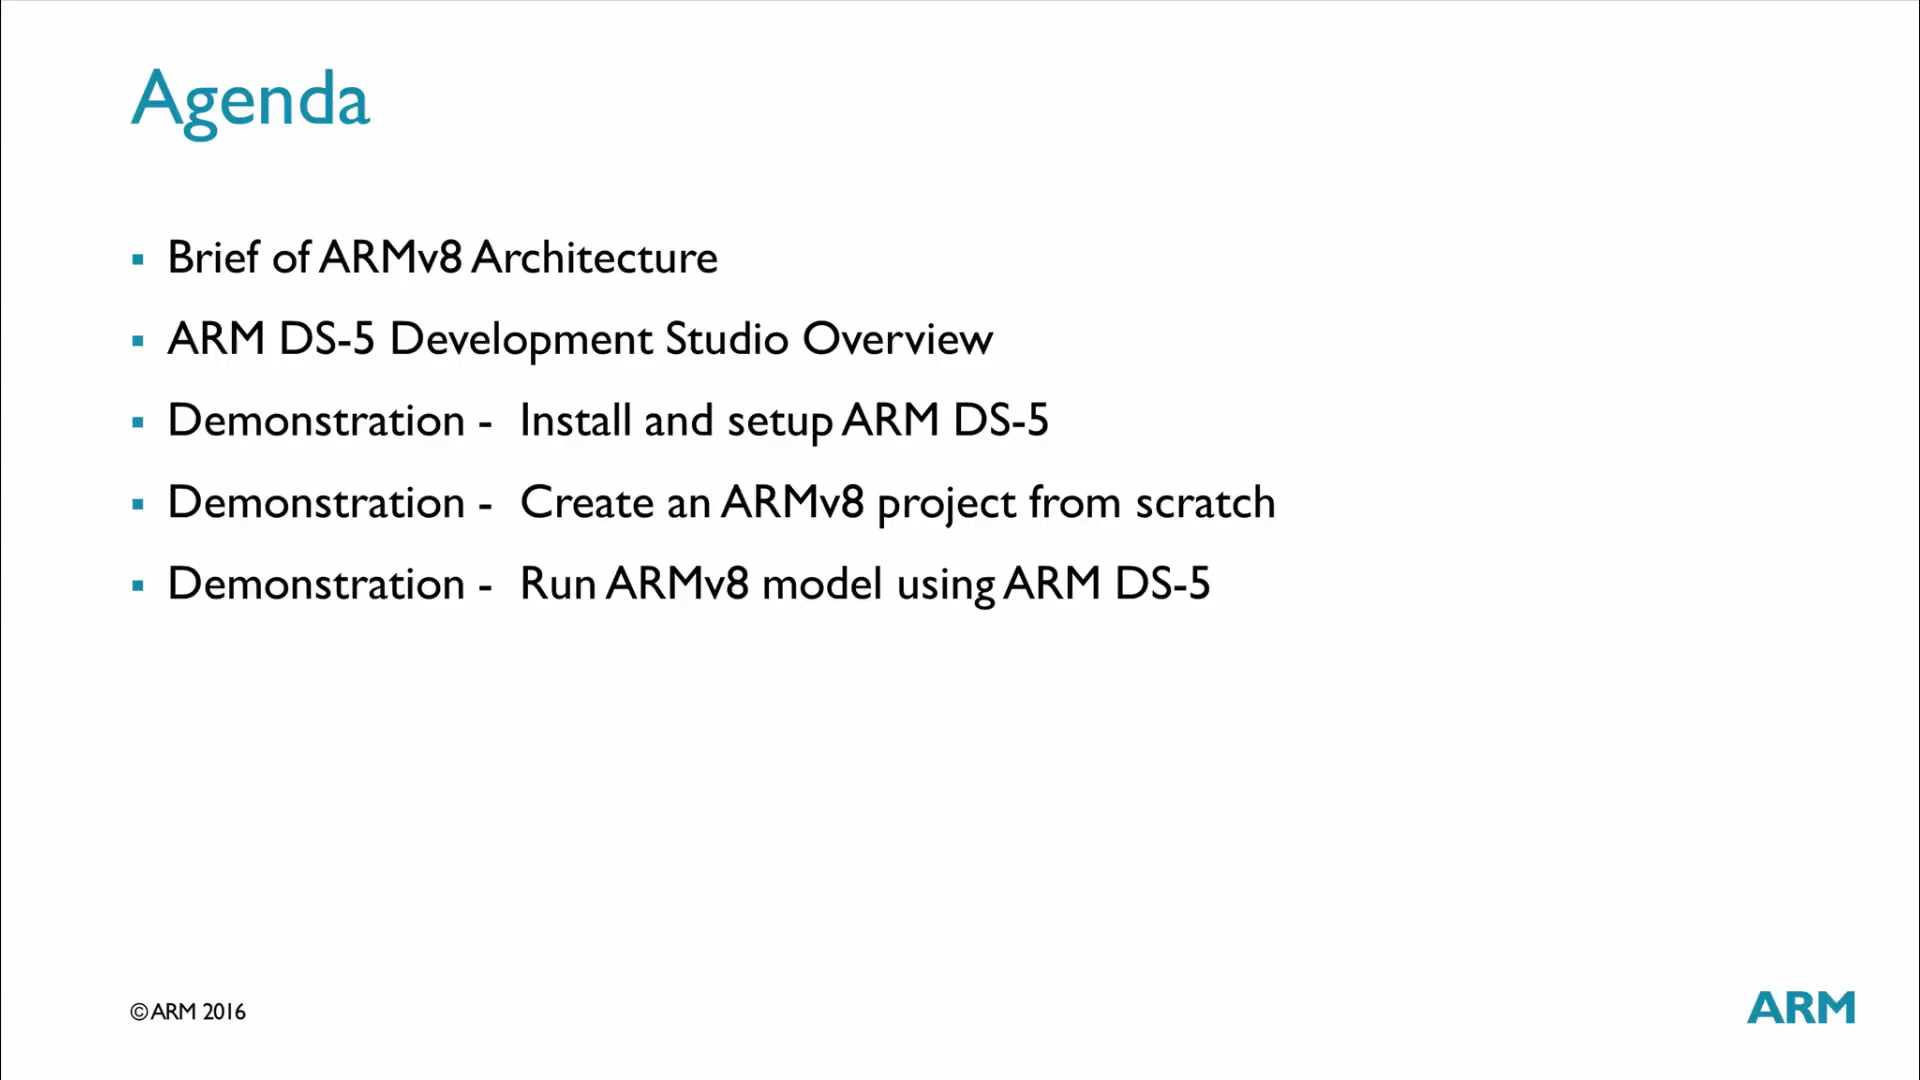 Agenda
▪ Brief of ARMv8 Architecture
▪ ARM DS-5 Development Studio Overview
▪ Demonstration - Install and setup ARM DS-5
▪ Demonstration - Create an ARMv8 project from scratch
▪ Demonstration - Run ARMv8 model using ARM DS-5
© ARM 2016
ARM